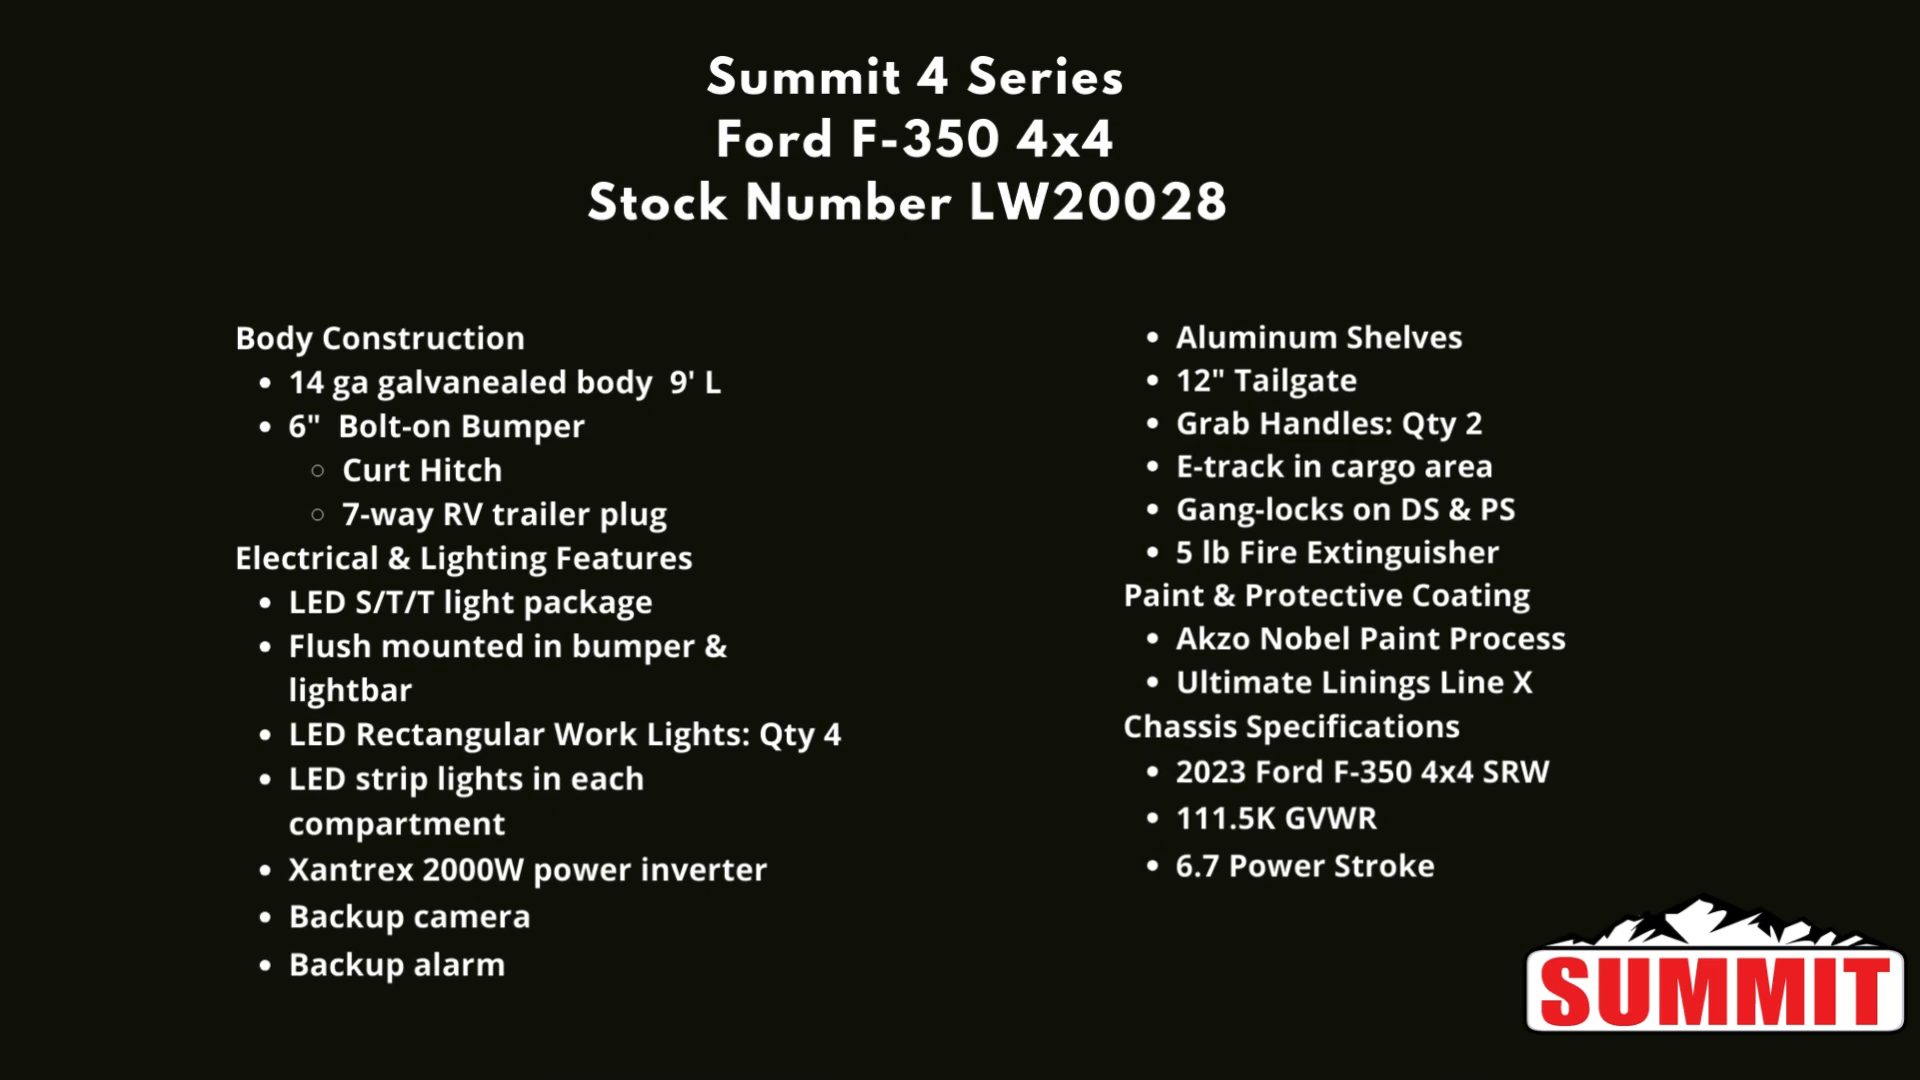 Summit 4 Series
Ford F-350 4x4
Stock Number LW20028
Body Construction
14 ga galvanealed body 9' L
6" Bolt-on Bumper
Curt Hitch
7-way RV trailer plug
Electrical & Lighting Features
LED S/T/T light package
Flush mounted in bumper &
lightbar
LED Rectangular Work Lights: Qty 4
LED strip lights in each
compartment
Xantrex 2000W power inverter
Backup camera
Backup alarm
Aluminum Shelves
12" Tailgate
Grab Handles: Qty 2
E-track in cargo area
Gang-locks on DS & PS
5 lb Fire Extinguisher
Paint & Protective Coating
Akzo Nobel Paint Process
Ultimate Linings Line X
Chassis Specifications
2023 Ford F-350 4x4 SRW
111.5K GVWR
6.7 Power Stroke
SUMMIT